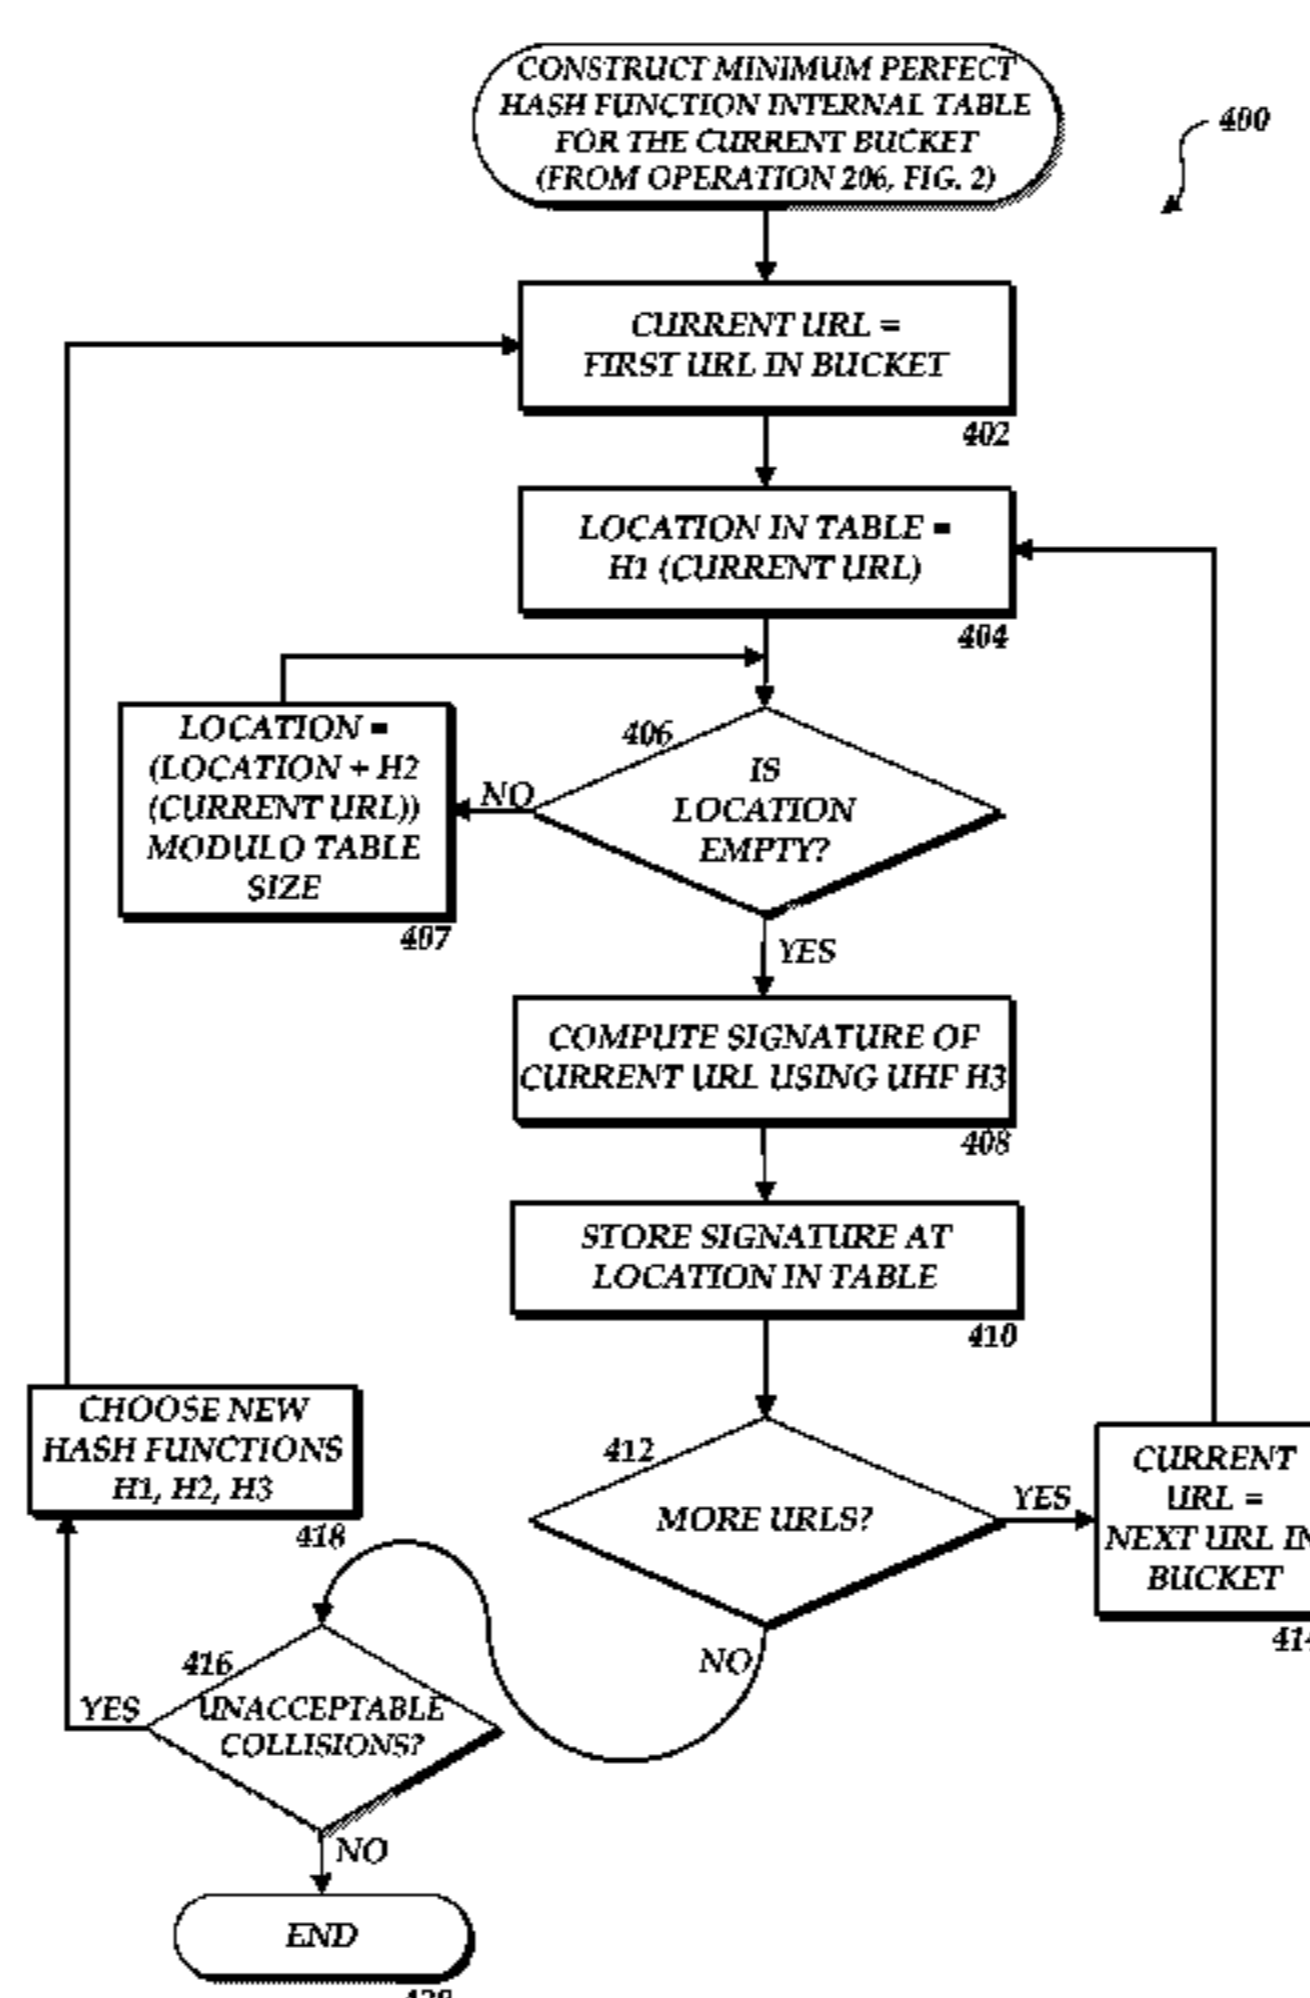 CONSTRUCT MINIMUM PERFECT
HASH FUNCTION INTERNAL TABLE
FOR THE CURRENT BUCKET
(FROM OPERATION 206, FIG. 2)
400
CURRENT URL =
FIRST URL IN BUCKET
402
LOCATION IN TABLE =
H1 (CURRENT URL)
404
LOCATION =
(LOCATION + H2
(CURRENT URL))
MODULO TABLE
SIZE
407
NO
406
IS
LOCATION
EMPTY?
YES
COMPUTE SIGNATURE OF
CURRENT URL USING UHF H3
408
STORE SIGNATURE AT
LOCATION IN TABLE
410
CHOOSE NEW
HASH FUNCTIONS
H1, H2, H3
418
412
MORE URLS?
YES
CURRENT
URL =
NEXT URL IN
BUCKET
414
NO
416
UNACCEPTABLE
COLLISIONS?
YES
NO
END